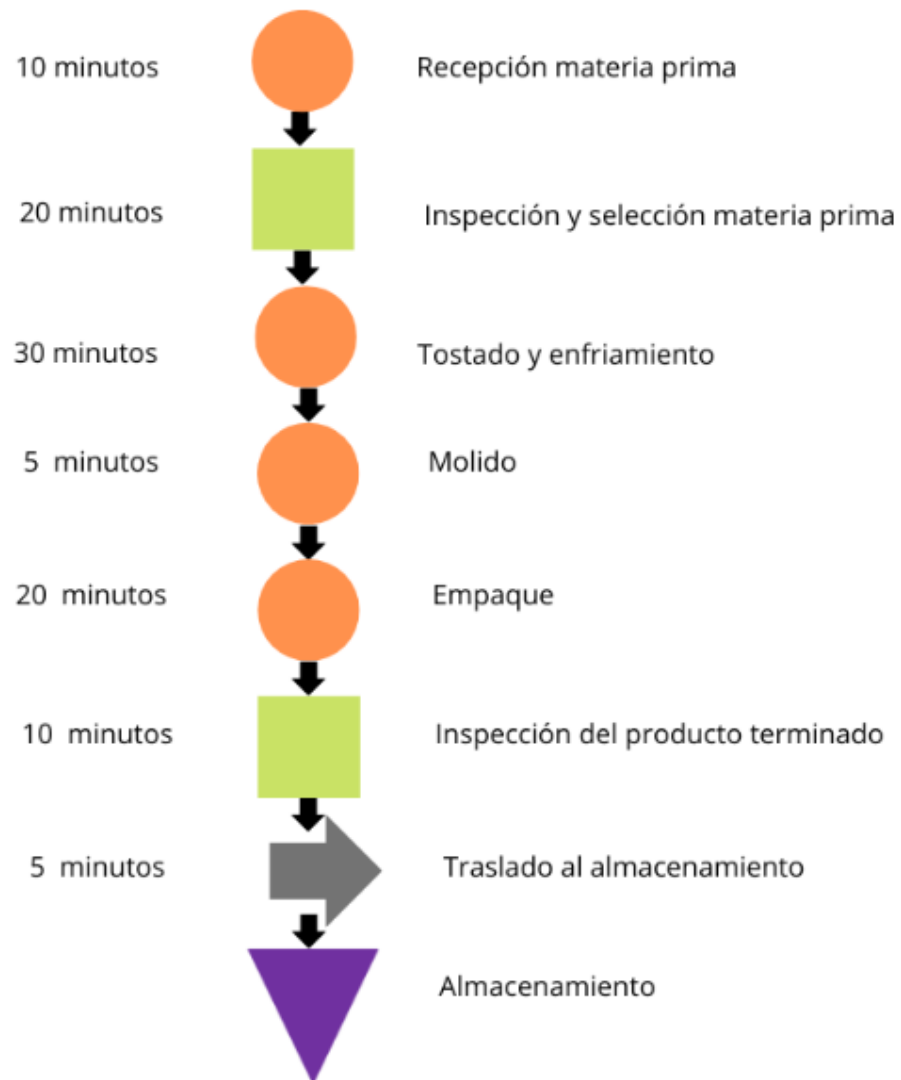 10 minutos Recepción materia prima
20 minutos Inspección y selección materia prima
30 minutos Tostado y enfriamiento
5 minutos Molido
20 minutos Empaque
10 minutos Inspección del producto terminado
5 minutos Traslado al almacenamiento
Almacenamiento